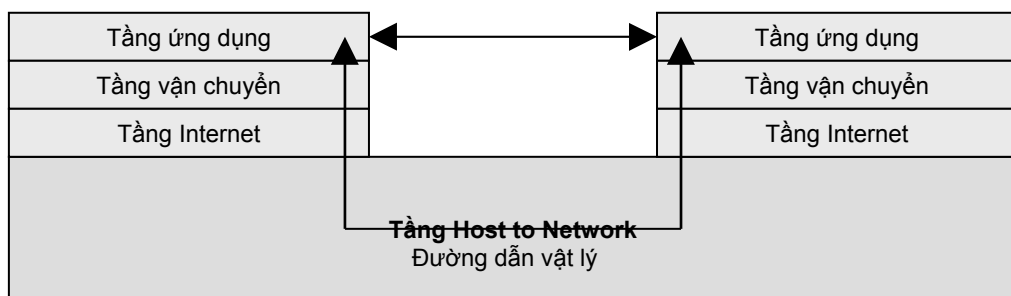 Tầng ứng dụng
Tầng vận chuyển
Tầng Internet
Tầng ứng dụng
Tầng vận chuyển
Tầng Internet
Tầng Host to Network
Đường dẫn vật lý